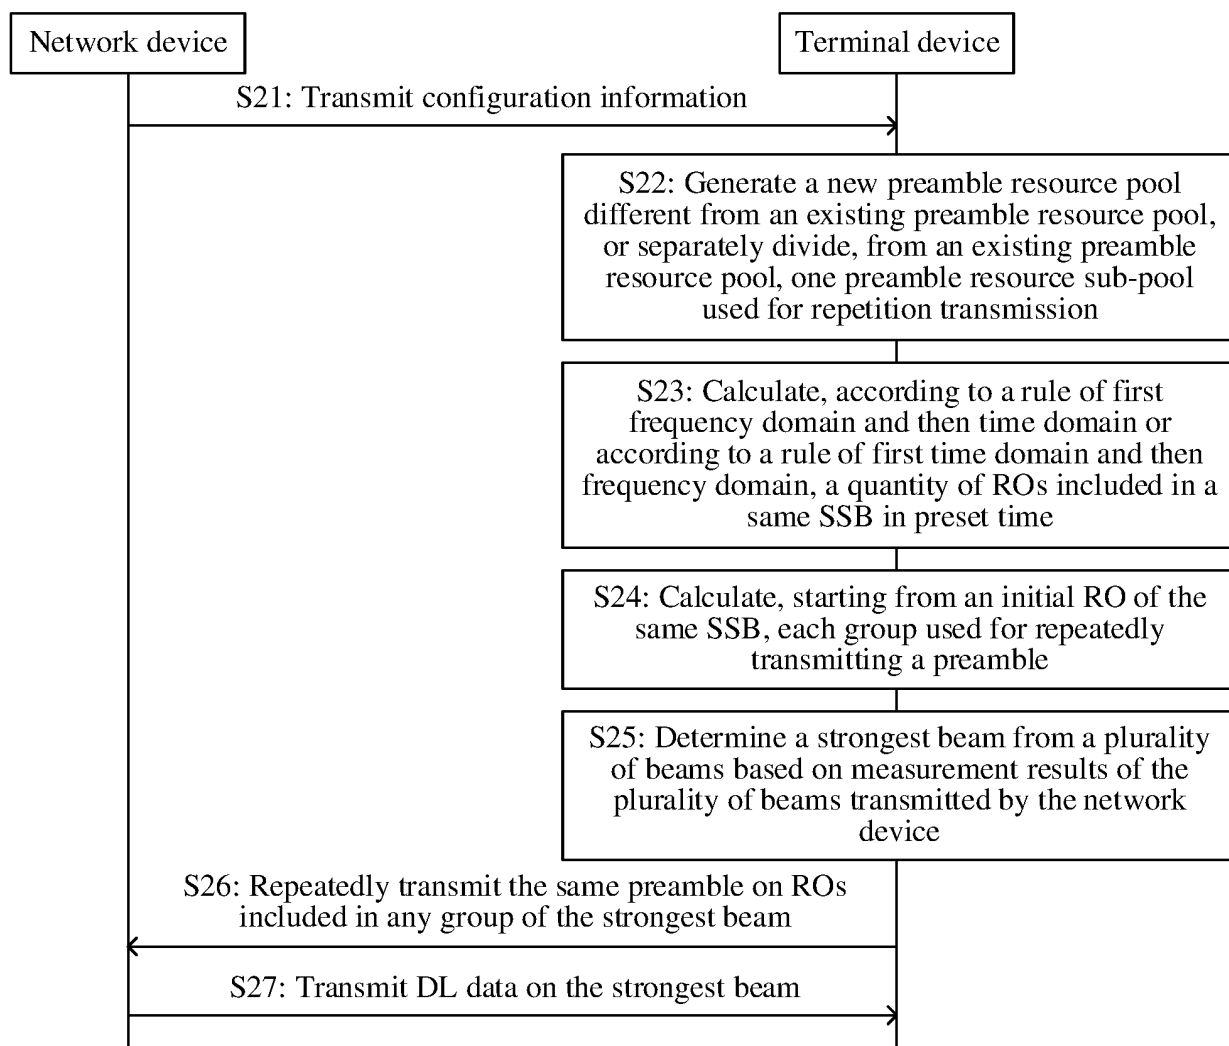 Network device
Terminal device
S21: Transmit configuration information
S22: Generate a new preamble resource pool
different from an existing preamble resource pool,
or separately divide, from an existing preamble
resource pool, one preamble resource sub-pool
used for repetition transmission
S23: Calculate, according to a rule of first
frequency domain and then time domain or
according to a rule of first time domain and then
frequency domain, a quantity of ROs included in a
same SSB in preset time
S24: Calculate, starting from an initial RO of the
same SSB, each group used for repeatedly
transmitting a preamble
S25: Determine a strongest beam from a plurality
of beams based on measurement results of the
plurality of beams transmitted by the network
device
S26: Repeatedly transmit the same preamble on ROs
included in any group of the strongest beam
S27: Transmit DL data on the strongest beam